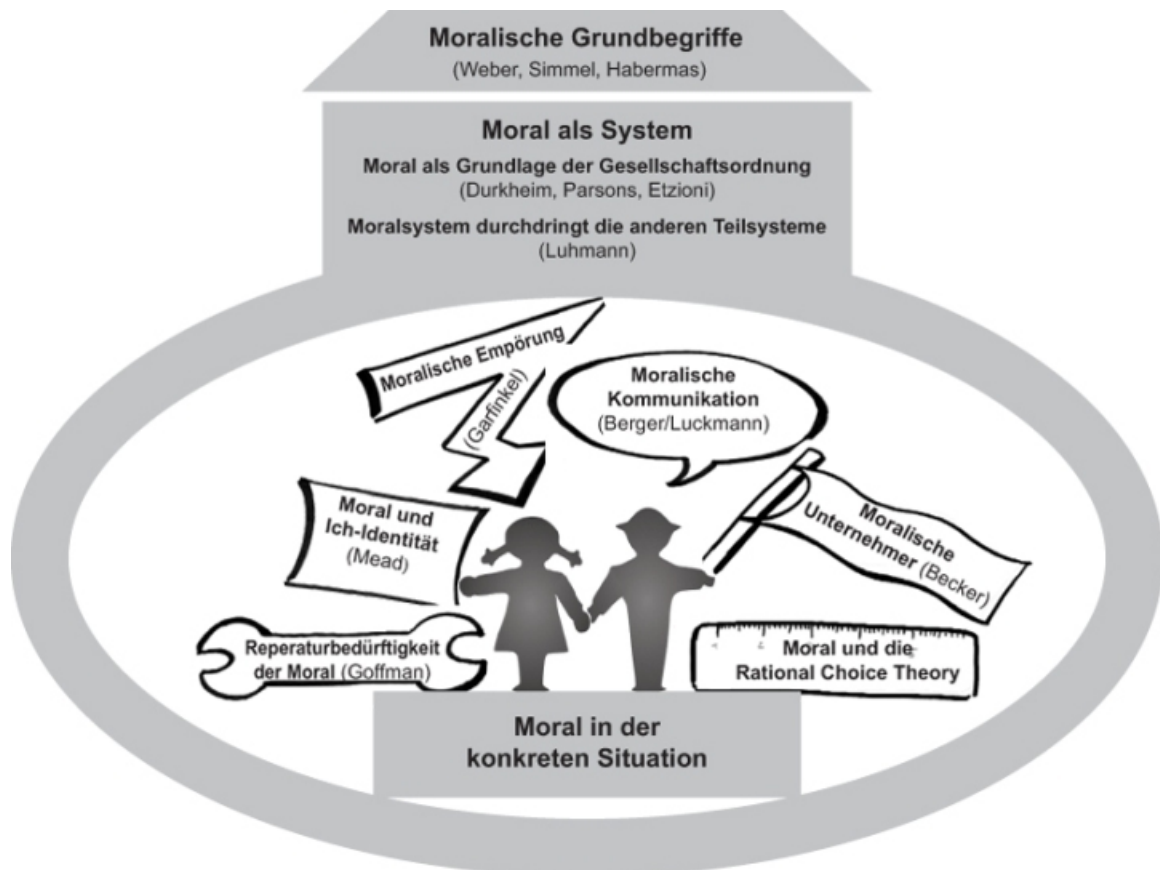 Moralische Grundbegriffe
(Weber, Simmel, Habermas)
Moral als System
Moral als Grundlage der Gesellschaftsordnung
(Durkheim, Parsons, Etzioni)
Moralsystem durchdringt die anderen Teilsysteme
(Luhmann)
Moralische Empörung
(Garfinkel)
Moralische
Kommunikation
(Berger/Luckmann)
Moral und
Ich-Identität
(Mead)
Moralische
Unternehmer (Becker)
Reperaturbedürftigkeit
der Moral (Goffman)
Moral und die
Rational Choice Theory
Moral in der
konkreten Situation